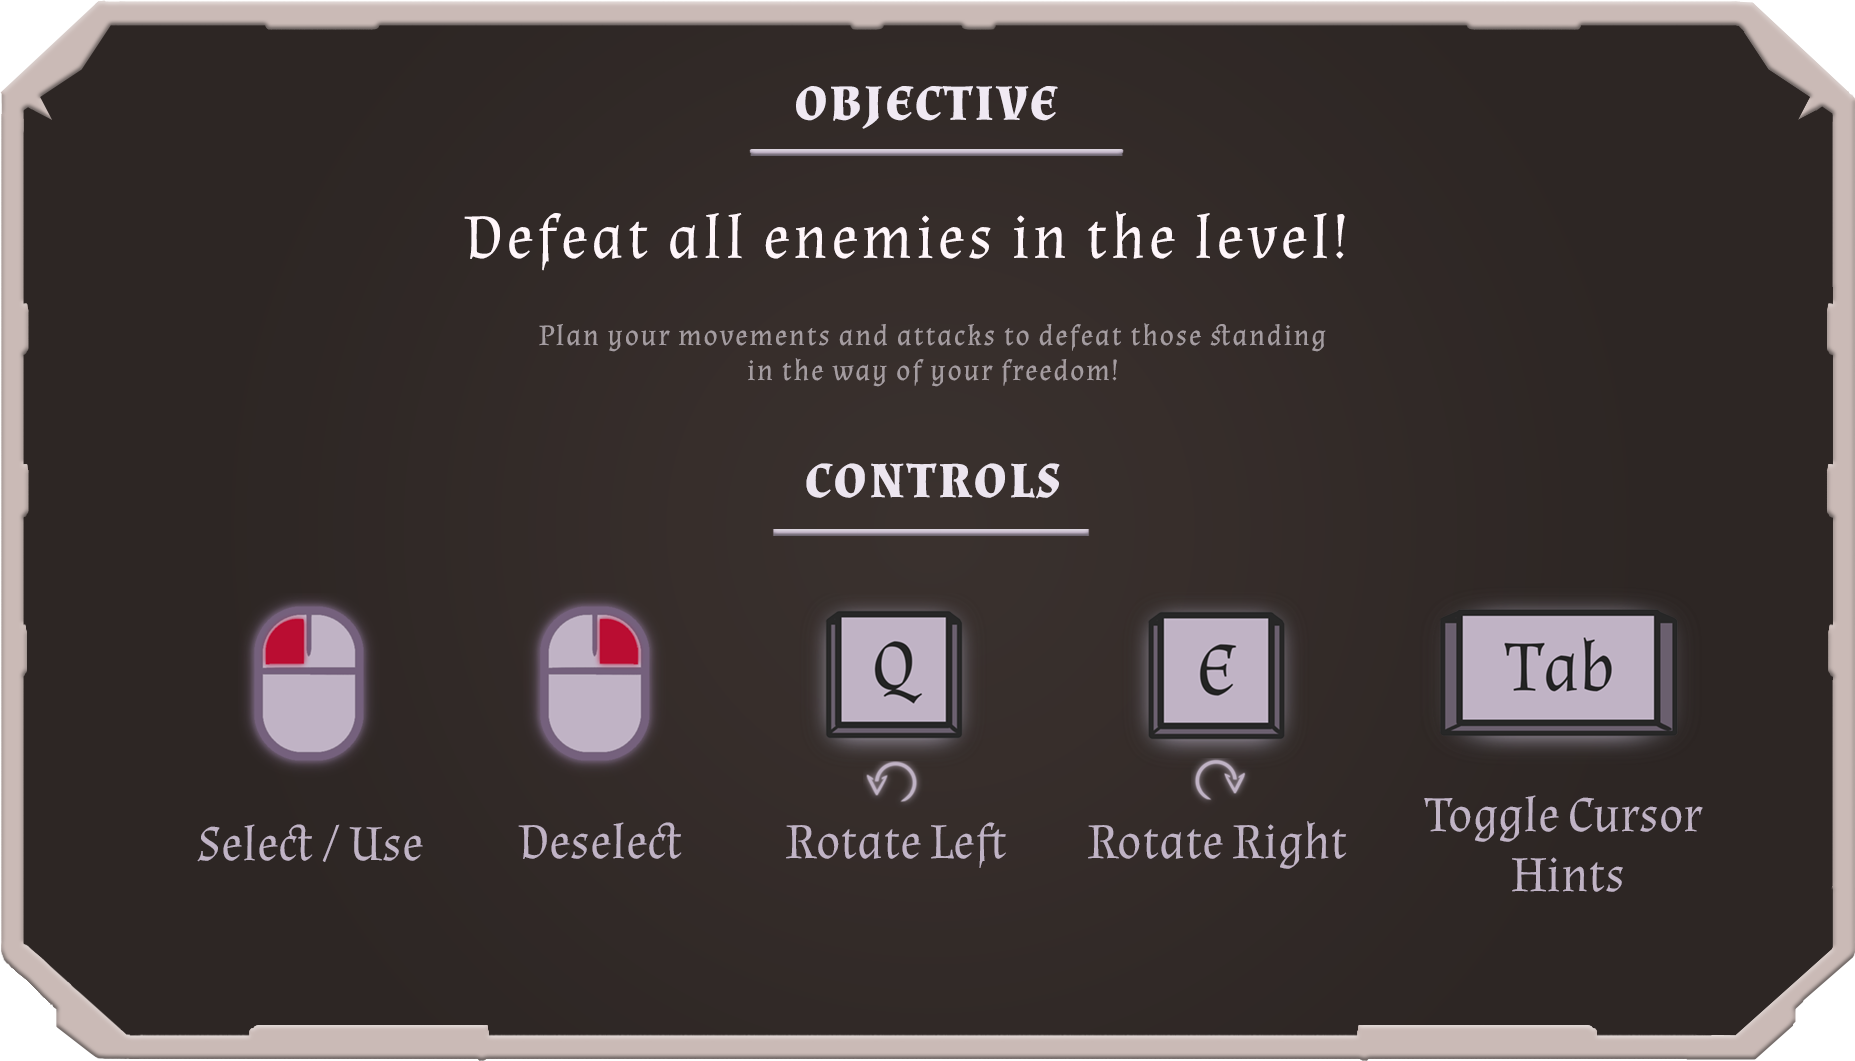 OBJECTIVE
Defeat all enemies in the level!
Plan your movements and attacks to defeat those standing
in the way of your freedom!
CONTROLS
Q
E
Tab
Select / Use
Deselect
Rotate Left
Rotate Right
Toggle Cursor
Hints